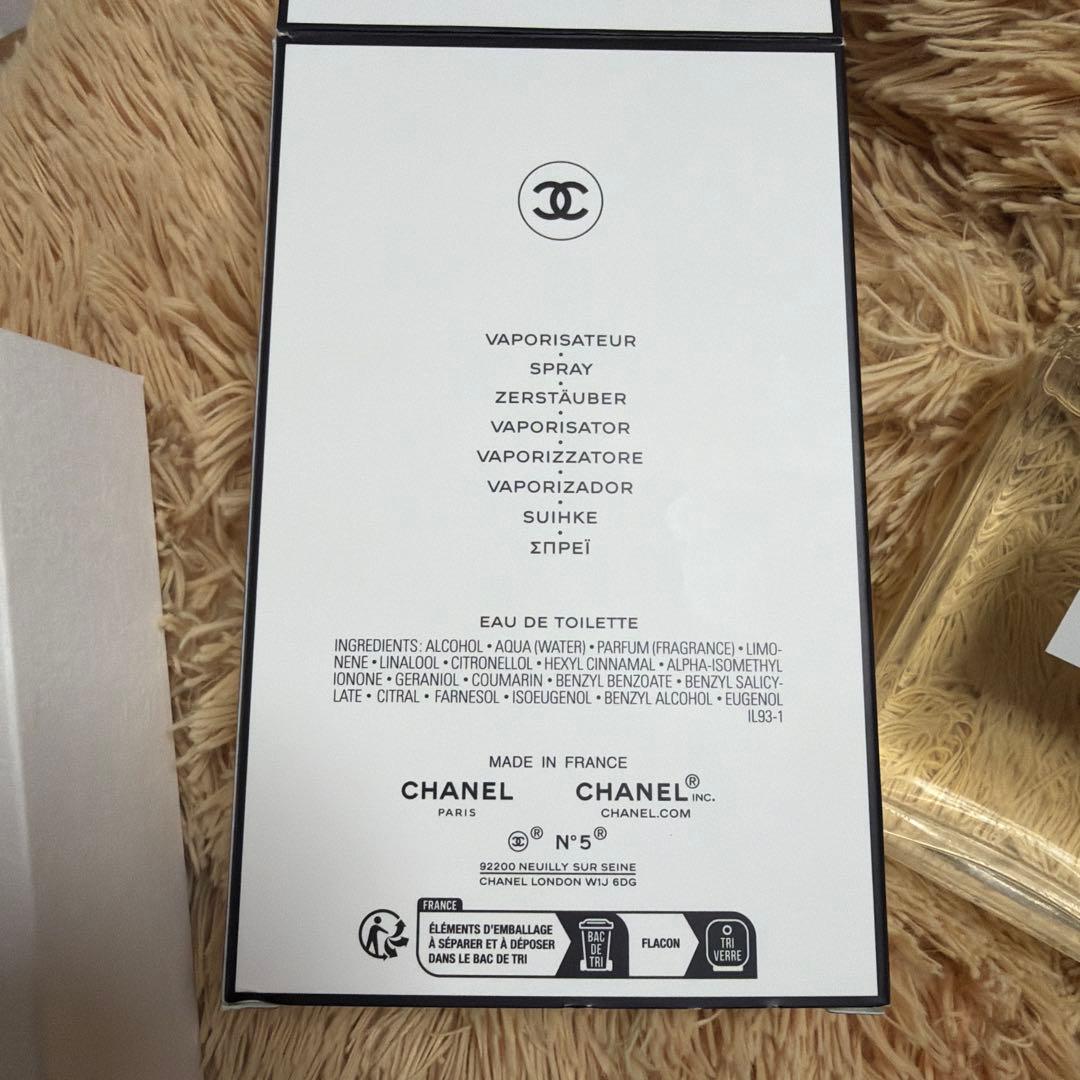 VAPORISATEUR
•
SPRAY
•
ZERSTÄUBER
•
VAPORISATOR
•
VAPORIZZATORE
•
VAPORIZADOR
•
SUIHKE
•
ΣΠΡΕΪ
EAU DE TOILETTE
INGREDIENTS: ALCOHOL • AQUA (WATER) • PARFUM (FRAGRANCE) • LIMO-
NENE • LINALOOL • CITRONELLOL • HEXYL CINNAMAL • ALPHA-ISOMETHYL
IONONE • GERANIOL • COUMARIN • BENZYL BENZOATE • BENZYL SALICY-
LATE • CITRAL • FARNESOL • ISOEUGENOL • BENZYL ALCOHOL • EUGENOL
IL93-1
MADE IN FRANCE
CHANEL CHANEL® INC.
PARIS CHANEL.COM
® N°5®
92200 NEUILLY SUR SEINE
CHANEL LONDON W1J 6DG
FRANCE
ÉLÉMENTS D'EMBALLAGE
À SÉPARER ET À DÉPOSER
DANS LE BAC DE TRI
BAC
DE
TRI
FLACON
TRI
VERRE